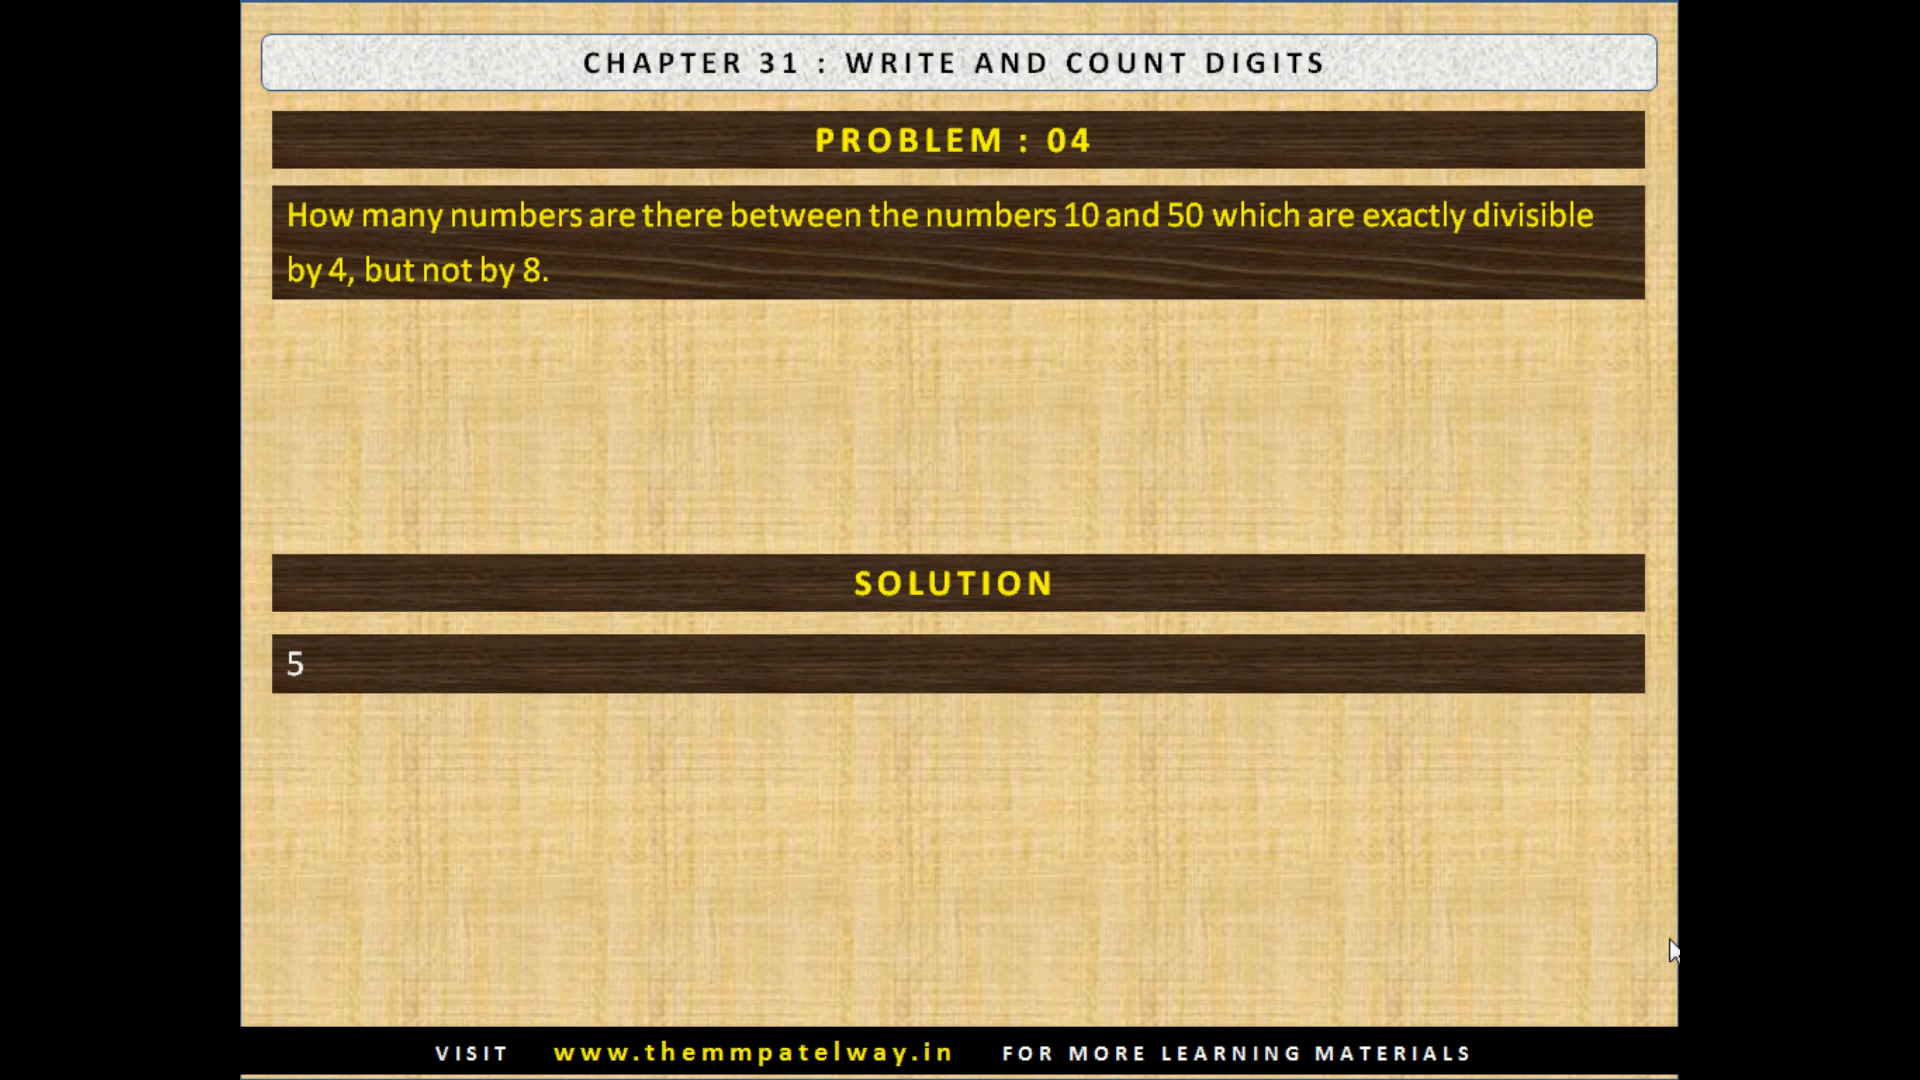 CHAPTER 31 : WRITE AND COUNT DIGITS
PROBLEM : 04
How many numbers are there between the numbers 10 and 50 which are exactly divisible
by 4, but not by 8.
SOLUTION
5
VISIT www.themmpatelway.in FOR MORE LEARNING MATERIALS